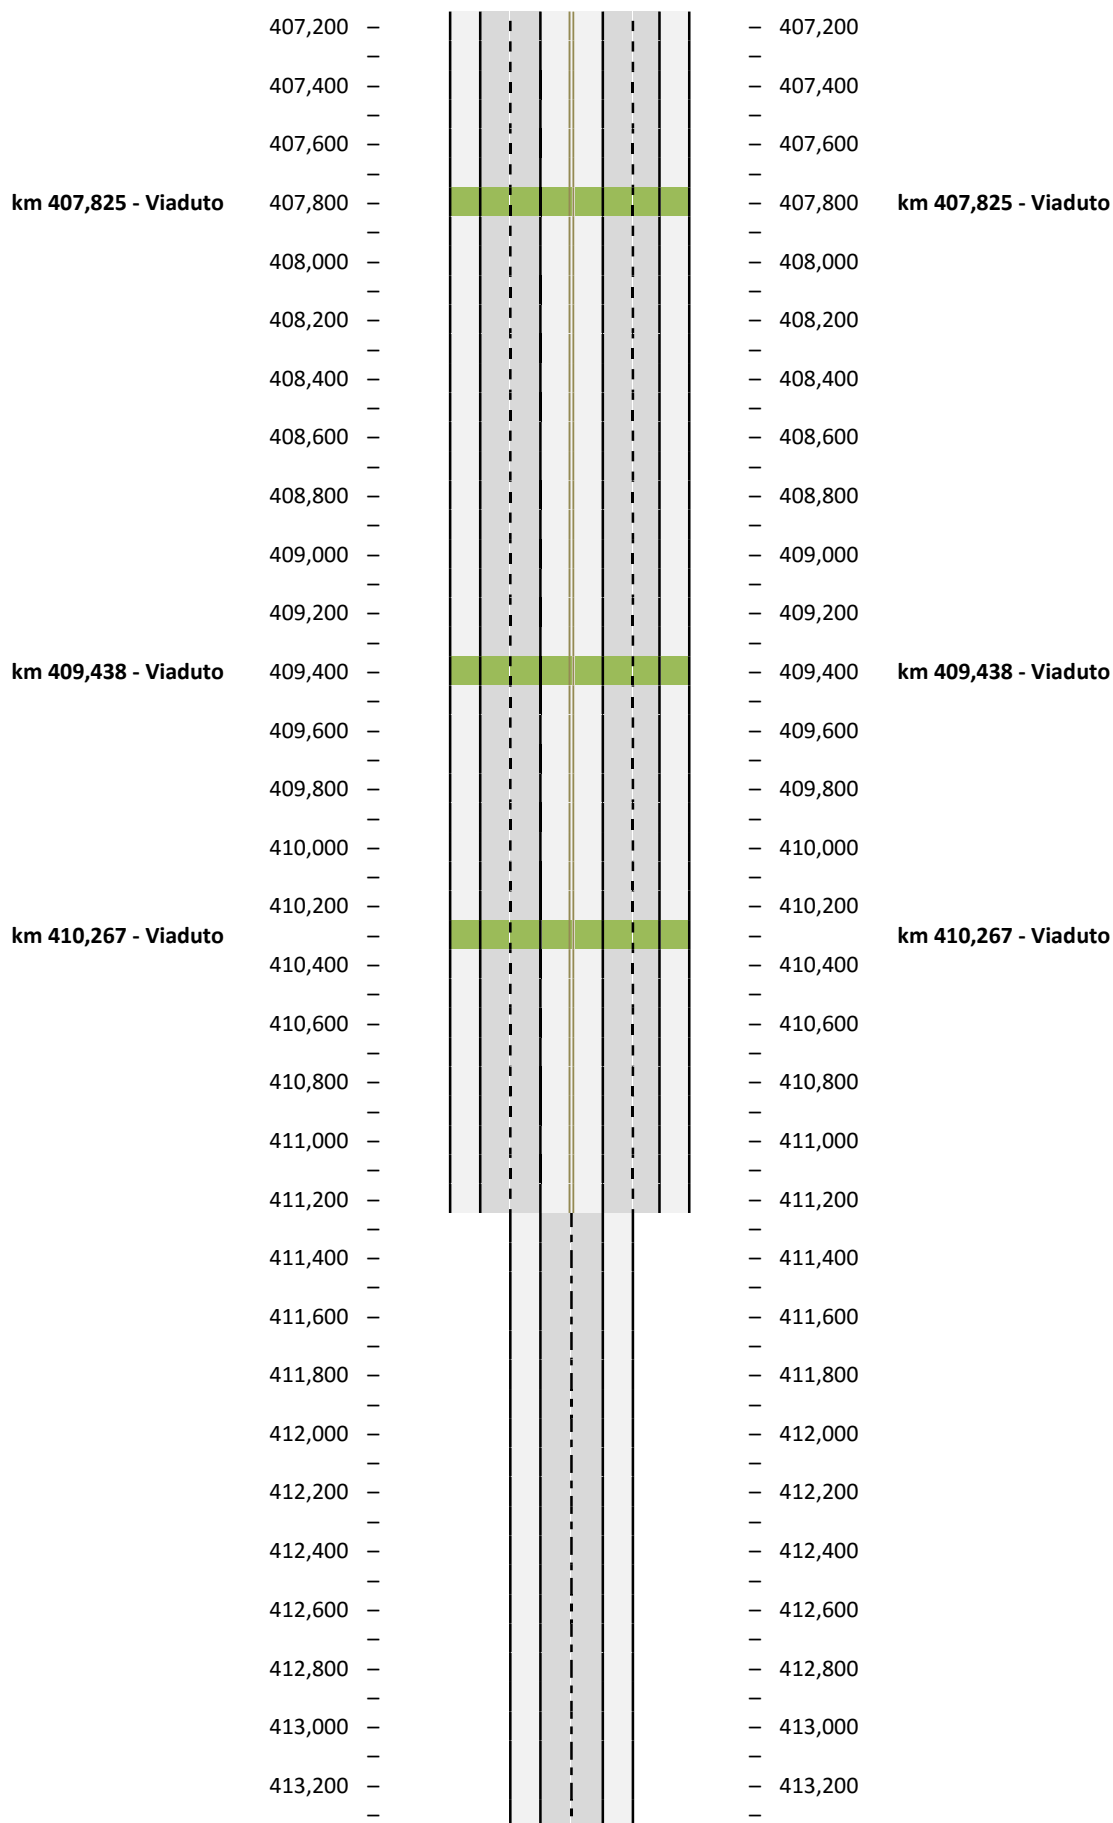 407,200 – – 407,200
– –
407,400 – – 407,400
– –
407,600 – – 407,600
– –
km 407,825 - Viaduto 407,800 – – 407,800 km 407,825 - Viaduto
– –
408,000 – – 408,000
– –
408,200 – – 408,200
– –
408,400 – – 408,400
– –
408,600 – – 408,600
– –
408,800 – – 408,800
– –
409,000 – – 409,000
– –
409,200 – – 409,200
– –
km 409,438 - Viaduto 409,400 – – 409,400 km 409,438 - Viaduto
– –
409,600 – – 409,600
– –
409,800 – – 409,800
– –
410,000 – – 410,000
– –
410,200 – – 410,200
km 410,267 - Viaduto – – km 410,267 - Viaduto
410,400 – – 410,400
– –
410,600 – – 410,600
– –
410,800 – – 410,800
– –
411,000 – – 411,000
– –
411,200 – – 411,200
– –
411,400 – – 411,400
– –
411,600 – – 411,600
– –
411,800 – – 411,800
– –
412,000 – – 412,000
– –
412,200 – – 412,200
– –
412,400 – – 412,400
– –
412,600 – – 412,600
– –
412,800 – – 412,800
– –
413,000 – – 413,000
– –
413,200 – – 413,200
– –